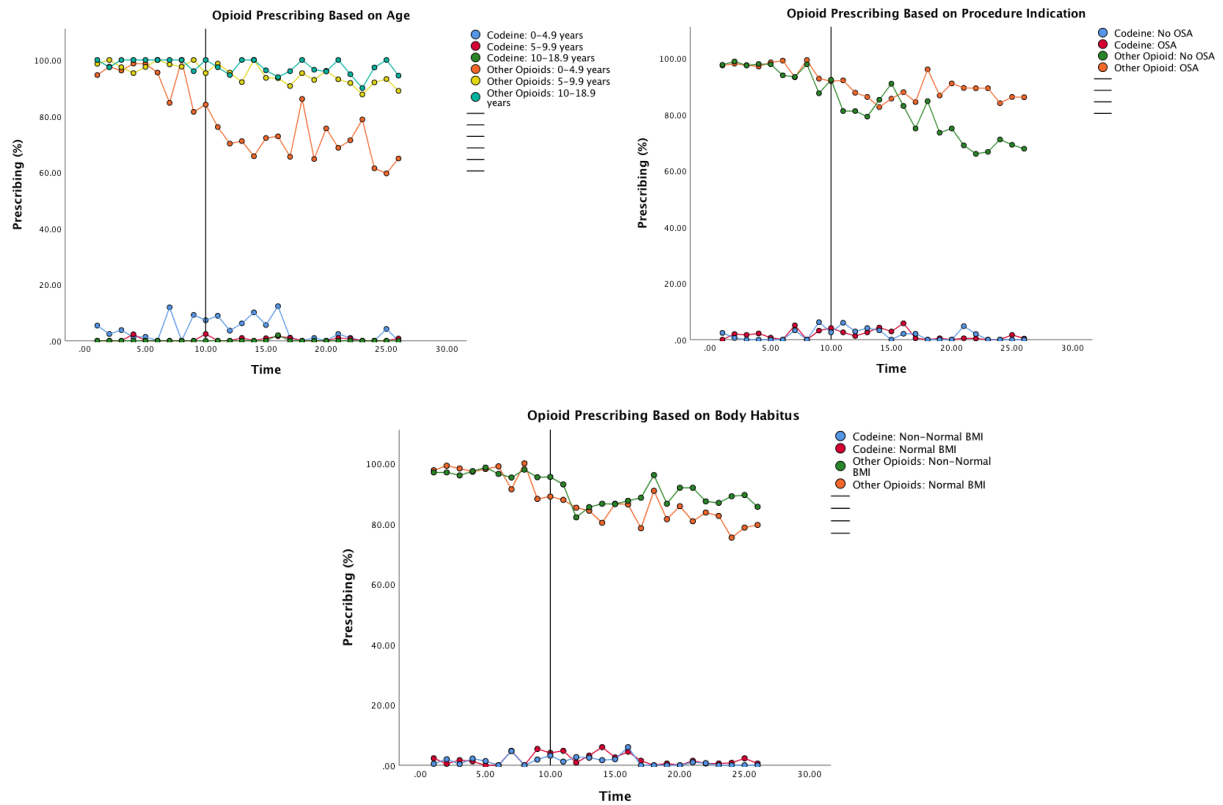 Opioid Prescribing Based on Age
Codeine: 0–4.9 years
Codeine: 5–9.9 years
Codeine: 10–18.9 years
Other Opioids: 0–4.9 years
Other Opioids: 5–9.9 years
Other Opioids: 10–18.9
years
Prescribing (%)
100.00
80.00
60.00
40.00
20.00
.00
.00 5.00 10.00 15.00 20.00 25.00 30.00
Time
Opioid Prescribing Based on Procedure Indication
Codeine: No OSA
Codeine: OSA
Other Opioid: No OSA
Other Opioid: OSA
Prescribing (%)
100.00
80.00
60.00
40.00
20.00
.00
.00 5.00 10.00 15.00 20.00 25.00 30.00
Time
Opioid Prescribing Based on Body Habitus
Codeine: Non–Normal BMI
Codeine: Normal BMI
Other Opioids: Non–Normal
BMI
Other Opioids: Normal BMI
Prescribing (%)
100.00
80.00
60.00
40.00
20.00
.00
.00 5.00 10.00 15.00 20.00 25.00 30.00
Time